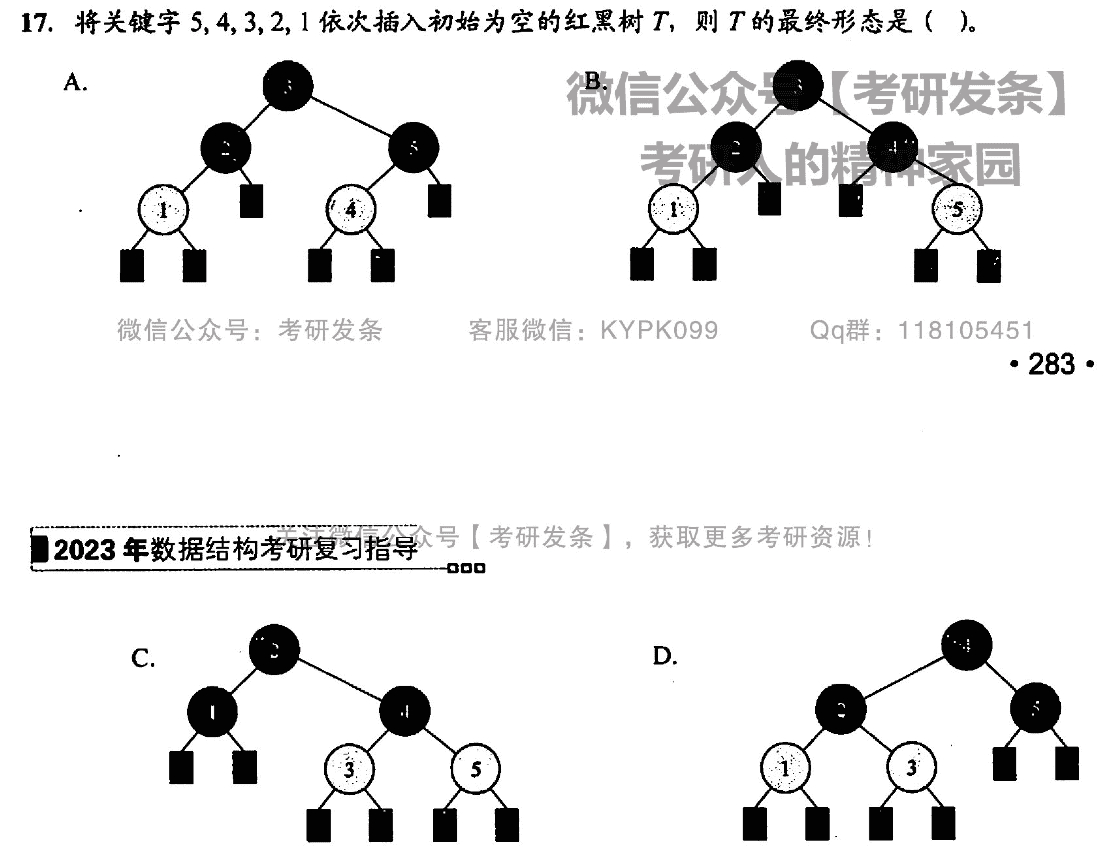 17. 将关键字 5, 4, 3, 2, 1 依次插入初始为空的红黑树 T，则 T 的最终形态是（ ）。
A. B.
微信公众号【考研发条】
考研人的精神家园
3 3
2 5 2 4
1 4 1 5
微信公众号：考研发条 客服微信：KYPK099 Qq群：118105451
· 283 ·
关注微信公众号【考研发条】，获取更多考研资源！
2023 年数据结构考研复习指导
C. D.
2 4
1 4 2 5
3 5 1 3